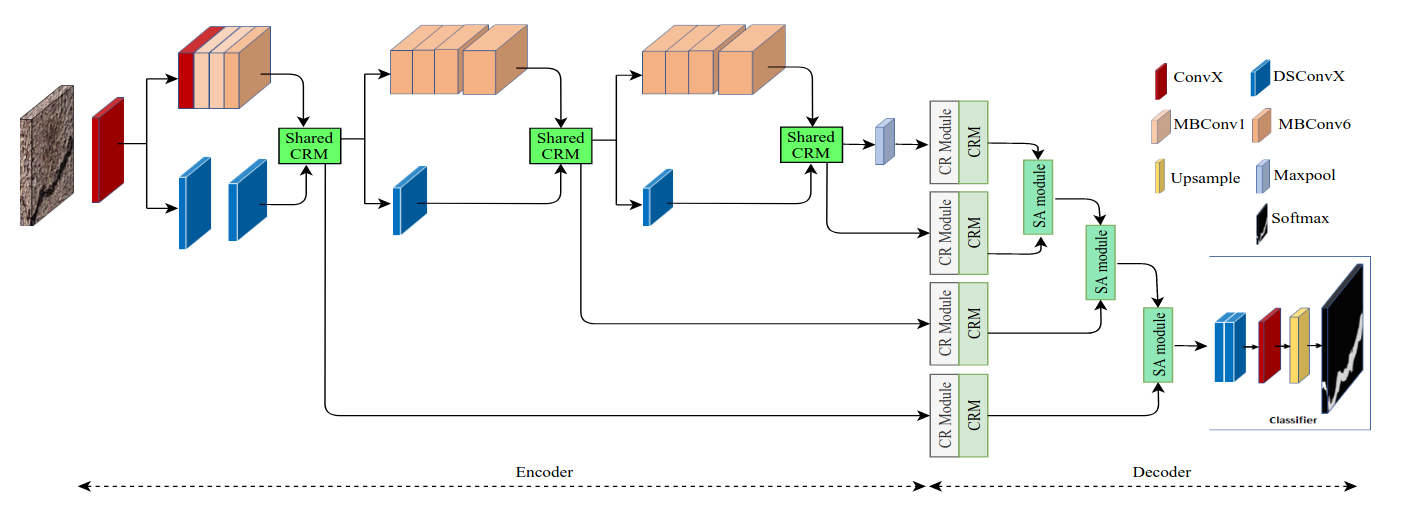 ConvX
DSConvX
MBConv1
MBConv6
Upsample
Maxpool
Softmax
Shared
CRM
Shared
CRM
Shared
CRM
CR Module
CRM
CR Module
CRM
CR Module
CRM
CR Module
CRM
SA module
SA module
SA module
Classifier
Encoder
Decoder